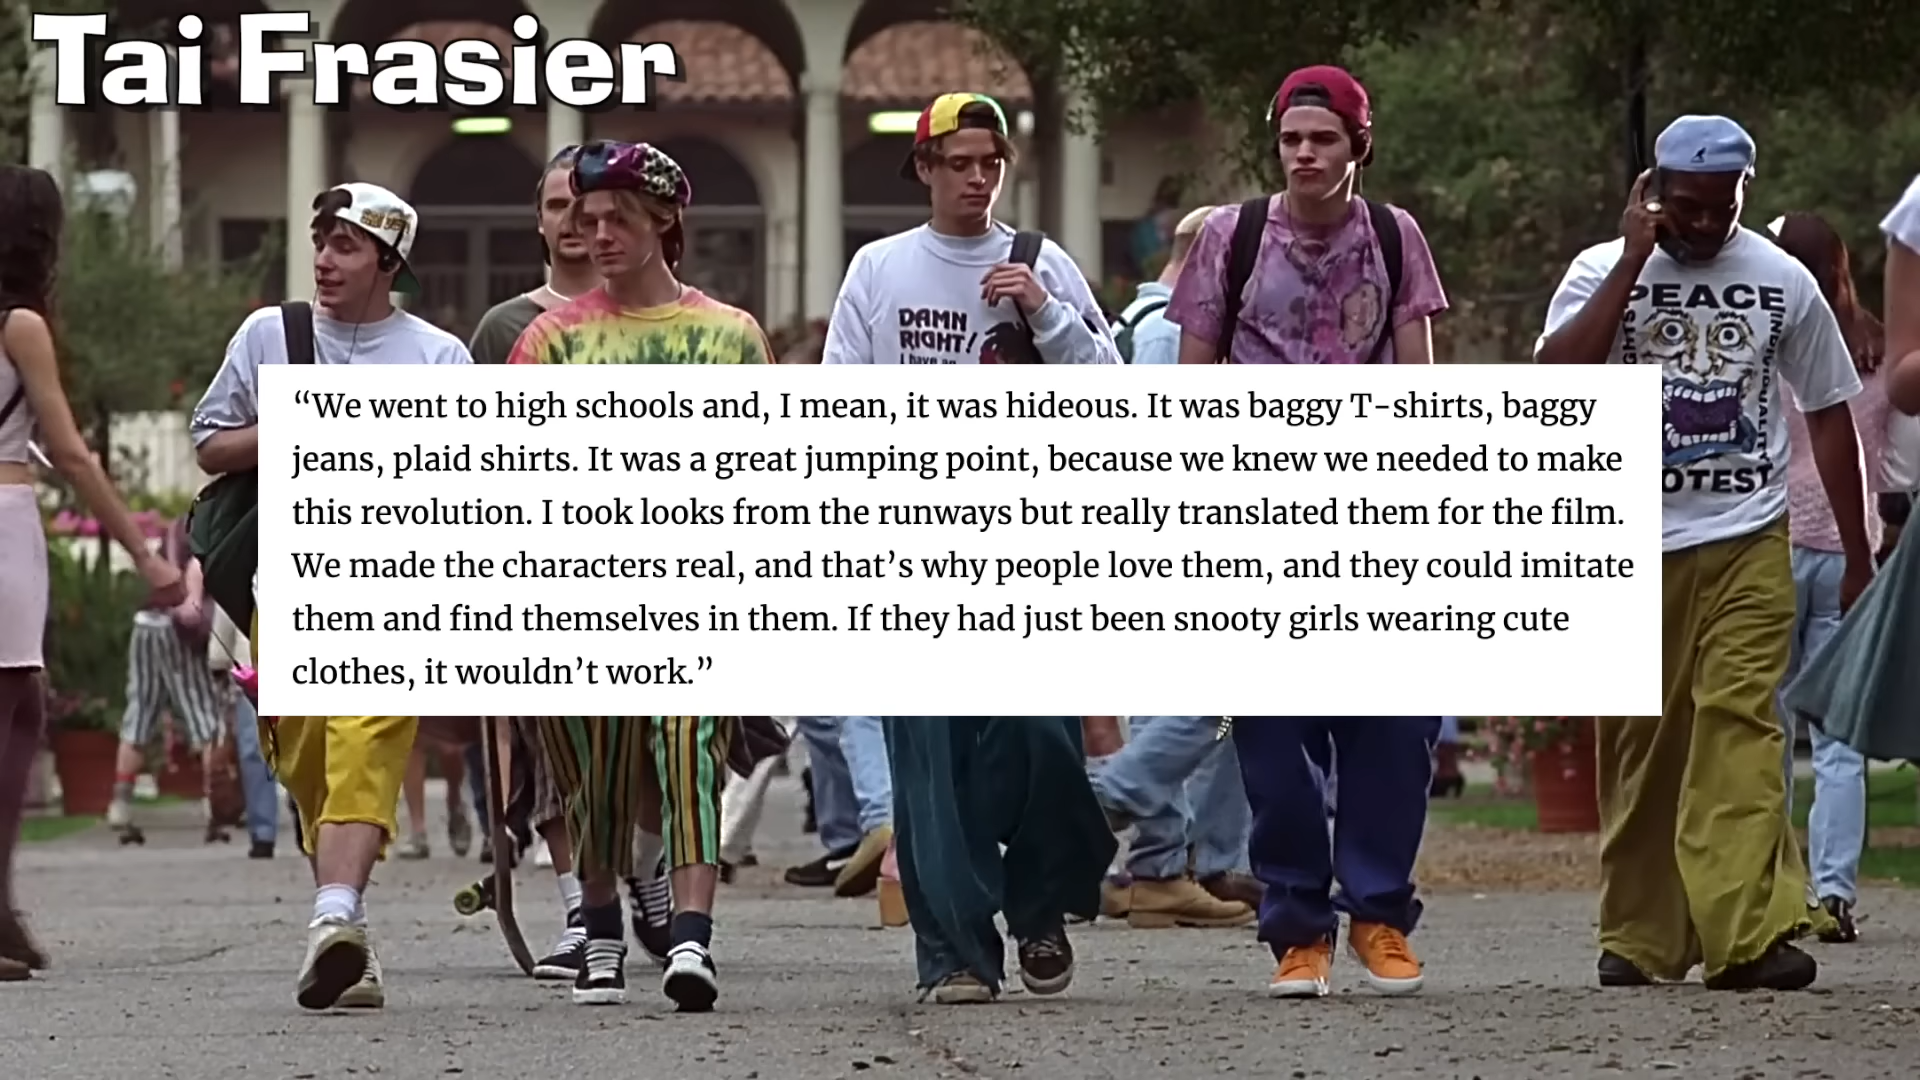 Tai Frasier
DAMN
RIGHT!
I have an
PEACE
INDIVIDUALITY
“We went to high schools and, I mean, it was hideous. It was baggy T-shirts, baggy
jeans, plaid shirts. It was a great jumping point, because we knew we needed to make
this revolution. I took looks from the runways but really translated them for the film.
We made the characters real, and that’s why people love them, and they could imitate
them and find themselves in them. If they had just been snooty girls wearing cute
clothes, it wouldn’t work.”
OTEST